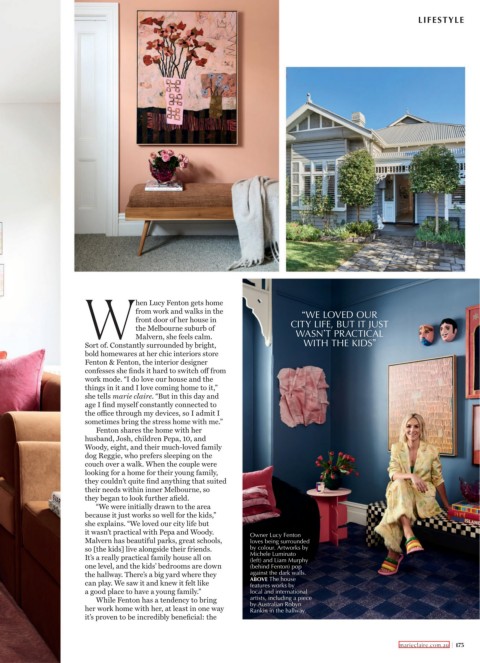 LIFESTYLE
When Lucy Fenton gets home
from work and walks in the
front door of her house in
the Melbourne suburb of
Malvern, she feels calm.
Sort of. Constantly surrounded by bright,
bold homewares at her chic interiors store
Fenton & Fenton, the interior designer
confesses she finds it hard to switch off from
work mode. “I do love our house and the
things in it and I love coming home to it,”
she tells marie claire. “But in this day and
age I find myself constantly connected to
the office through my devices, so I admit I
sometimes bring the stress home with me.”
Fenton shares the home with her
husband, Josh, children Pepa, 10, and
Woody, eight, and their much-loved family
dog Reggie, who prefers sleeping on the
couch over a walk. When the couple were
looking for a home for their young family,
they couldn’t quite find anything that suited
their needs within inner Melbourne, so
they began to look further afield.
“We were initially drawn to the area
because it just works so well for the kids,”
she explains. “We loved our city life but
it wasn’t practical with Pepa and Woody.
Malvern has beautiful parks, great schools,
so [the kids] live alongside their friends.
It’s a really practical family house all on
one level, and the kids’ bedrooms are down
the hallway. There’s a big yard where they
can play. We saw it and knew it felt like
a good place to have a young family.”
While Fenton has a tendency to bring
her work home with her, at least in one way
it’s proven to be incredibly beneficial: the
“WE LOVED OUR
CITY LIFE, BUT IT JUST
WASN’T PRACTICAL
WITH THE KIDS”
Owner Lucy Fenton
loves being surrounded
by colour. Artworks by
Michele Luminato
(left) and Liam Murphy
(behind Fenton) pop
against the dark walls.
ABOVE The house
features works by
local and international
artists, including a piece
by Australian Robyn
Rankin in the hallway.
marieclaire.com.au | 175